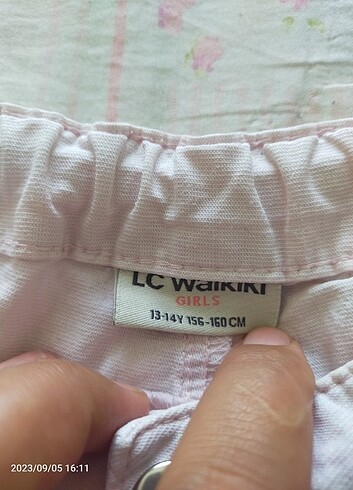 LC WAIKIKI
GIRLS
13-14Y 156-160 CM
2023/09/05 16:11